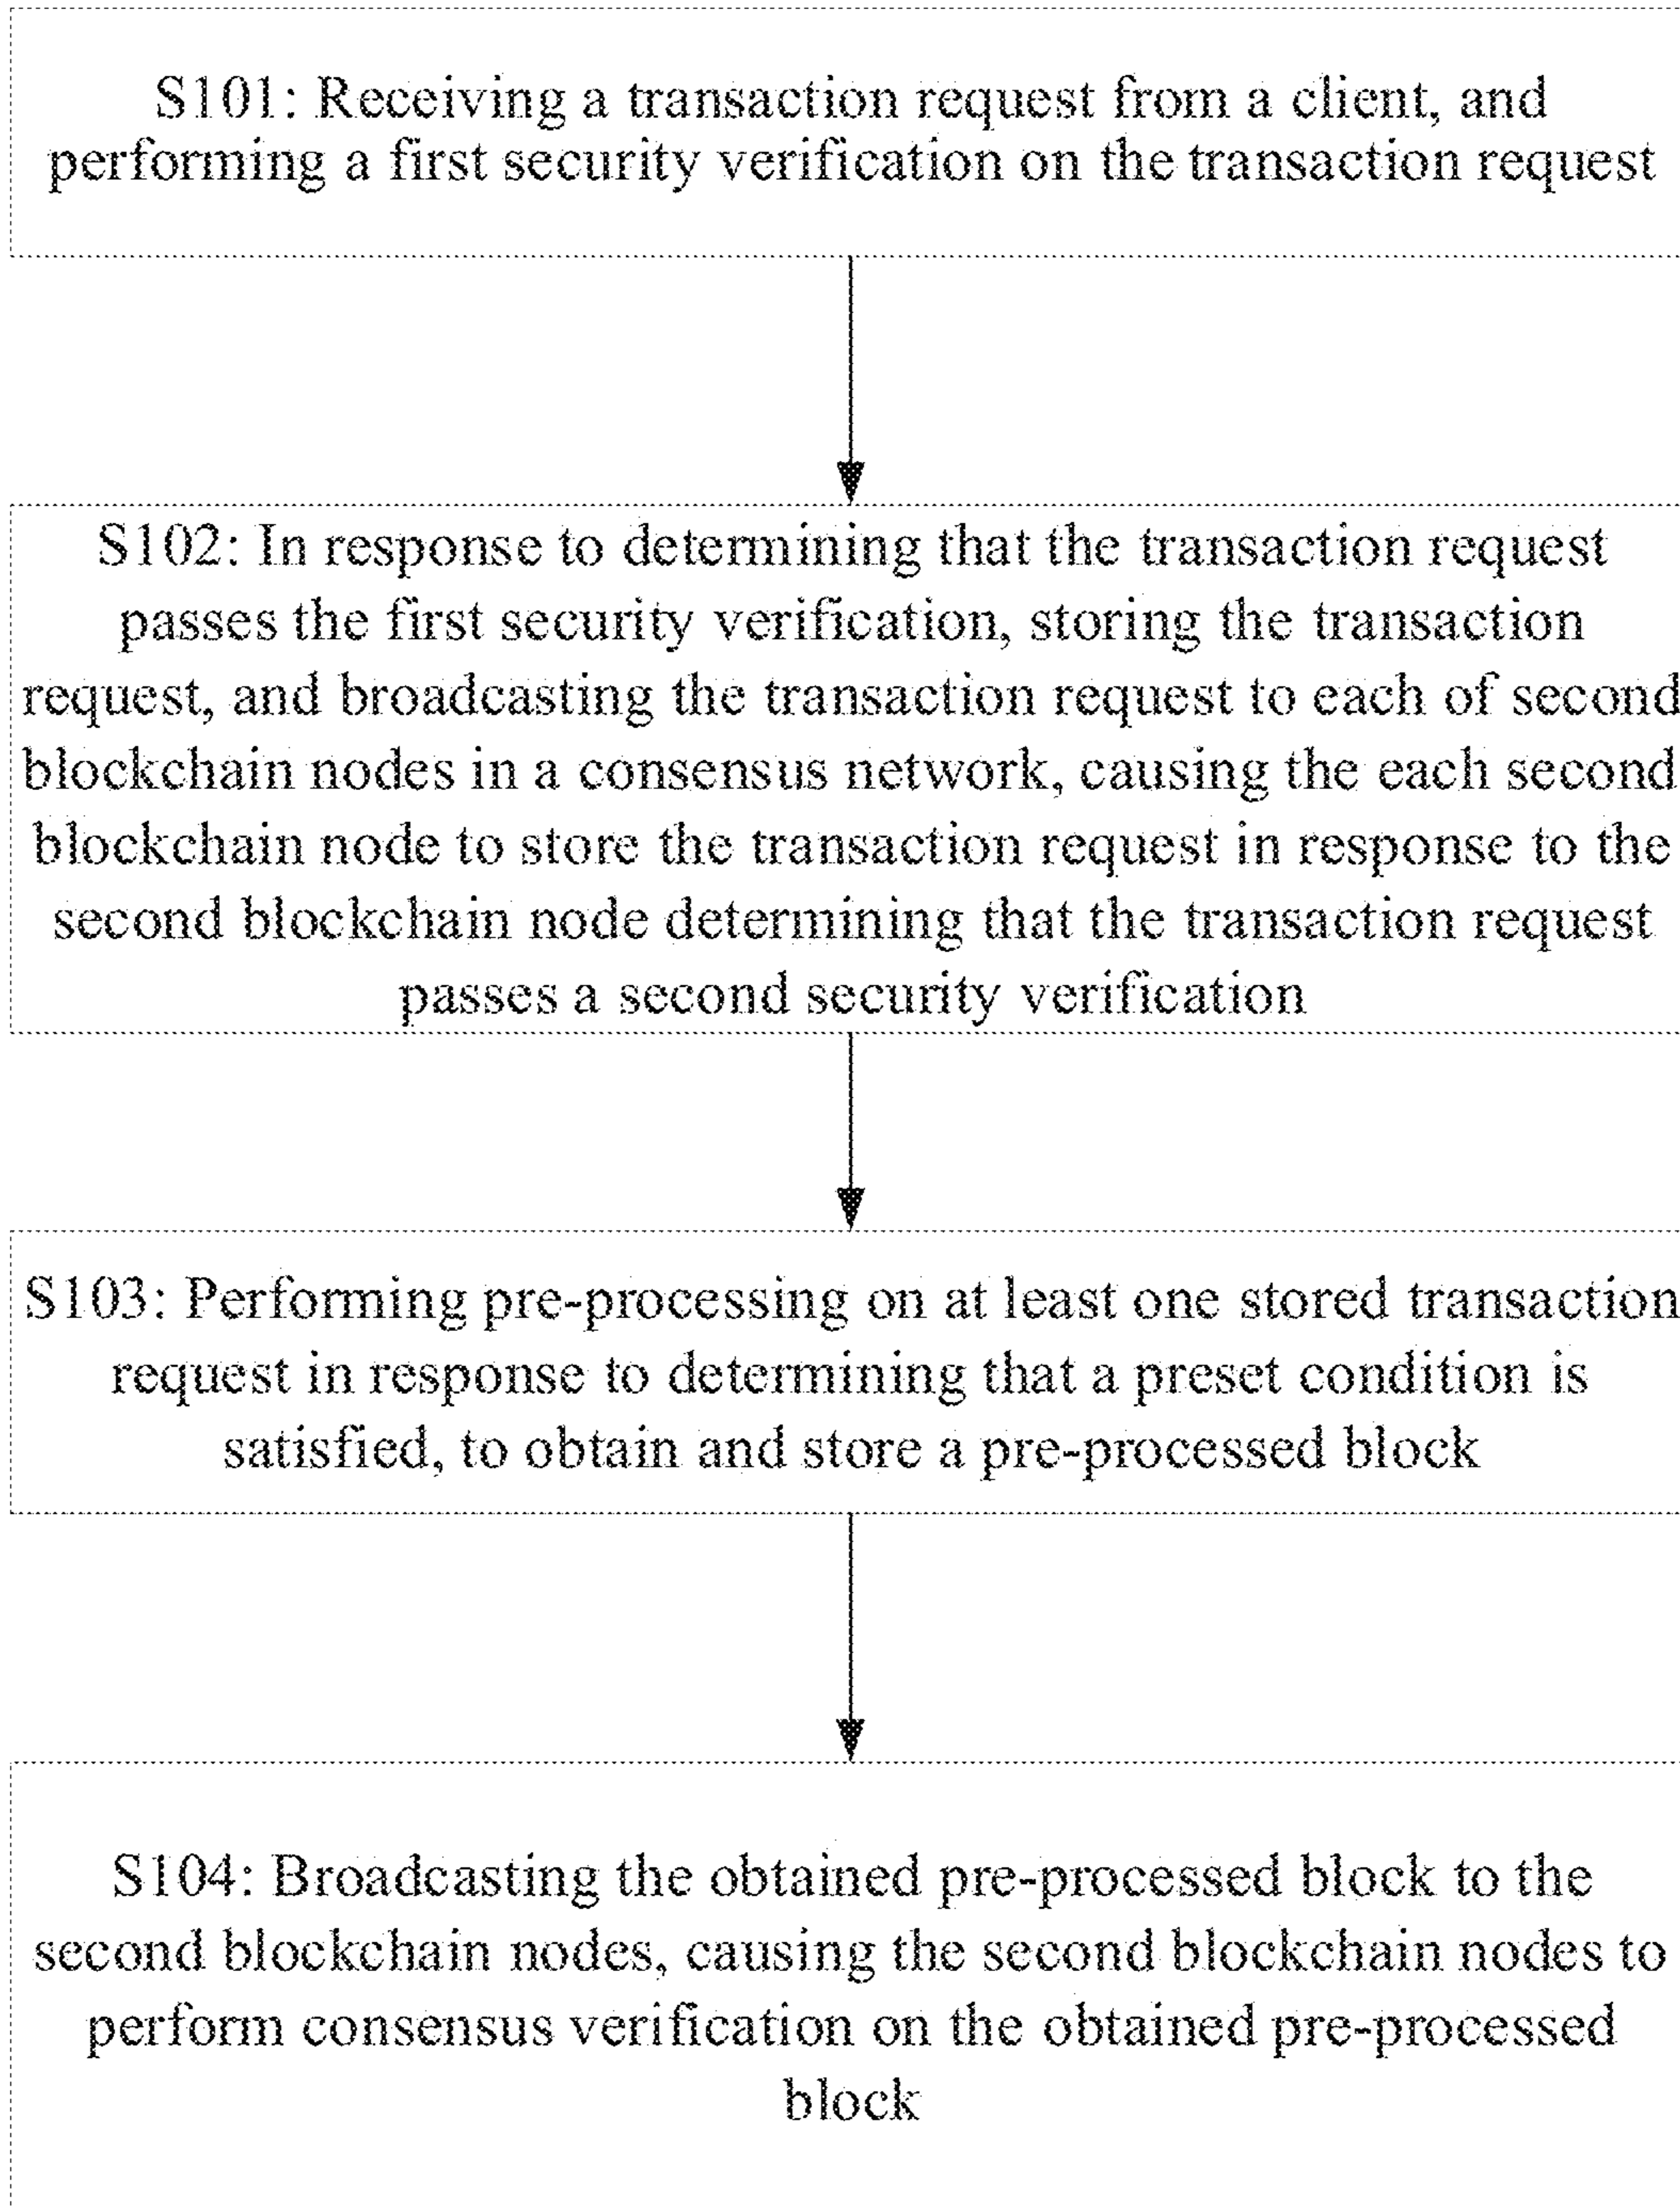 S101: Receiving a transaction request from a client, and
performing a first security verification on the transaction request
S102: In response to determining that the transaction request
passes the first security verification, storing the transaction
request, and broadcasting the transaction request to each of second
blockchain nodes in a consensus network, causing the each second
blockchain node to store the transaction request in response to the
second blockchain node determining that the transaction request
passes a second security verification
S103: Performing pre-processing on at least one stored transaction
request in response to determining that a preset condition is
satisfied, to obtain and store a pre-processed block
S104: Broadcasting the obtained pre-processed block to the
second blockchain nodes, causing the second blockchain nodes to
perform consensus verification on the obtained pre-processed
block